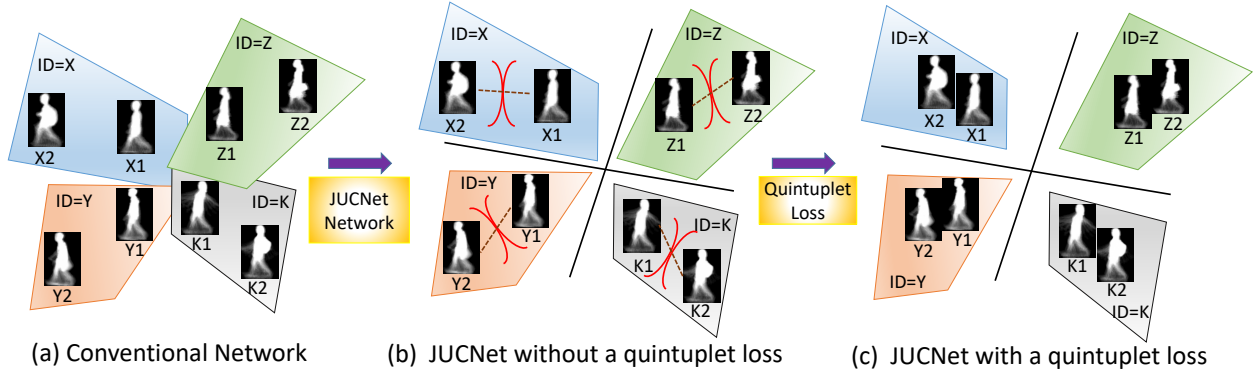 ID=X
X2
X1
ID=Z
Z1
Z2
ID=Y
Y1
Y2
ID=K
K1
K2
JUCNet
Network
ID=X
X2
X1
ID=Z
Z1
Z2
ID=Y
Y1
Y2
ID=K
K1
K2
Quintuplet
Loss
ID=X
X2
X1
ID=Z
Z1
Z2
Y2
Y1
ID=Y
K1
K2
ID=K
(a) Conventional Network
(b) JUCNet without a quintuplet loss
(c) JUCNet with a quintuplet loss